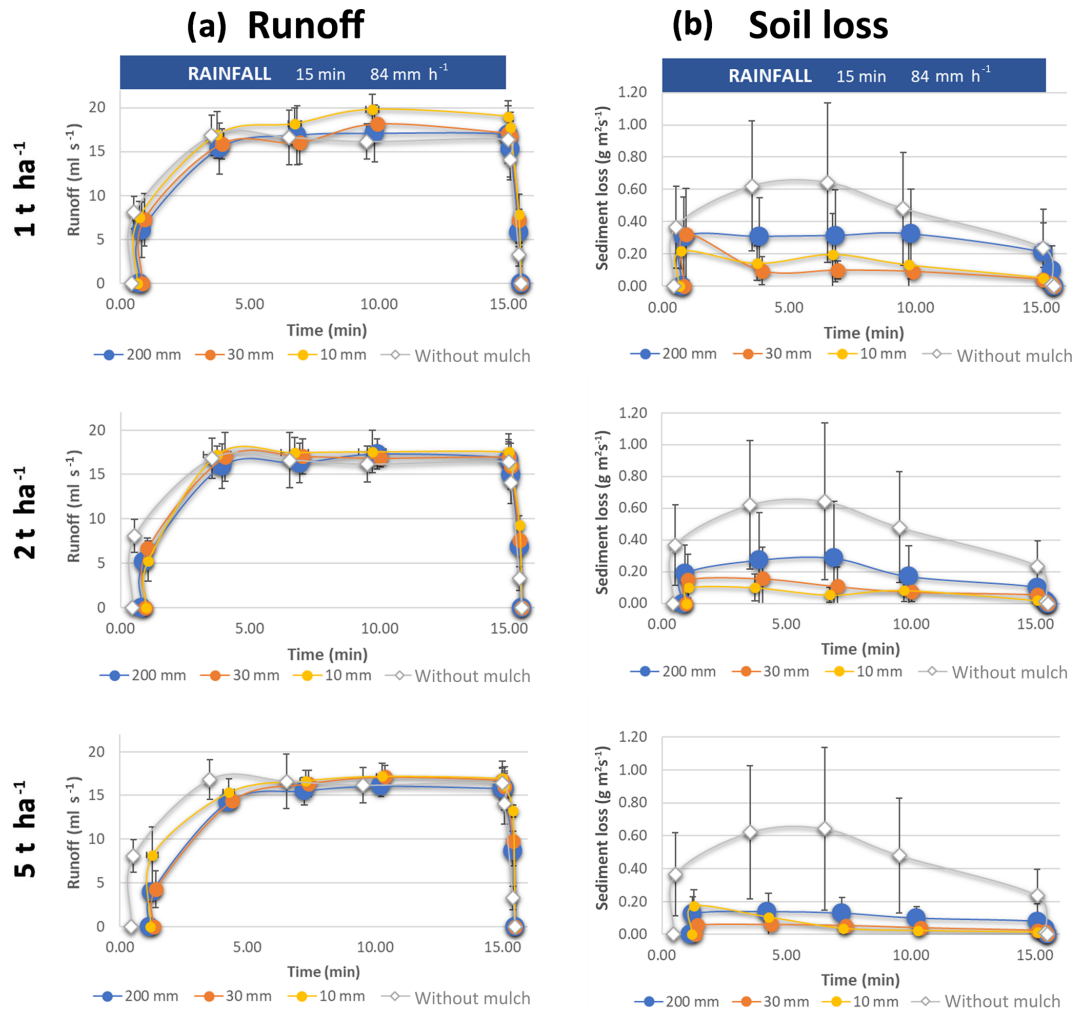 (a) Runoff
(b) Soil loss
RAINFALL 15 min 84 mm h-1
RAINFALL 15 min 84 mm h-1
1 t ha-1
Runoff (ml s-1)
20
15
10
5
0
0.00 5.00 10.00 15.00
Time (min)
200 mm 30 mm 10 mm Without mulch
Sediment loss (g m2s-1)
1.20
1.00
0.80
0.60
0.40
0.20
0.00
0.00 5.00 10.00 15.00
Time (min)
200 mm 30 mm 10 mm Without mulch
2 t ha-1
Runoff (ml s-1)
20
15
10
5
0
0.00 5.00 10.00 15.00
Time (min)
200 mm 30 mm 10 mm Without mulch
Sediment loss (g m2s-1)
1.20
1.00
0.80
0.60
0.40
0.20
0.00
0.00 5.00 10.00 15.00
Time (min)
200 mm 30 mm 10 mm Without mulch
5 t ha-1
Runoff (ml s-1)
20
15
10
5
0
0.00 5.00 10.00 15.00
Time (min)
200 mm 30 mm 10 mm Without mulch
Sediment loss (g m2s-1)
1.20
1.00
0.80
0.60
0.40
0.20
0.00
0.00 5.00 10.00 15.00
Time (min)
200 mm 30 mm 10 mm Without mulch